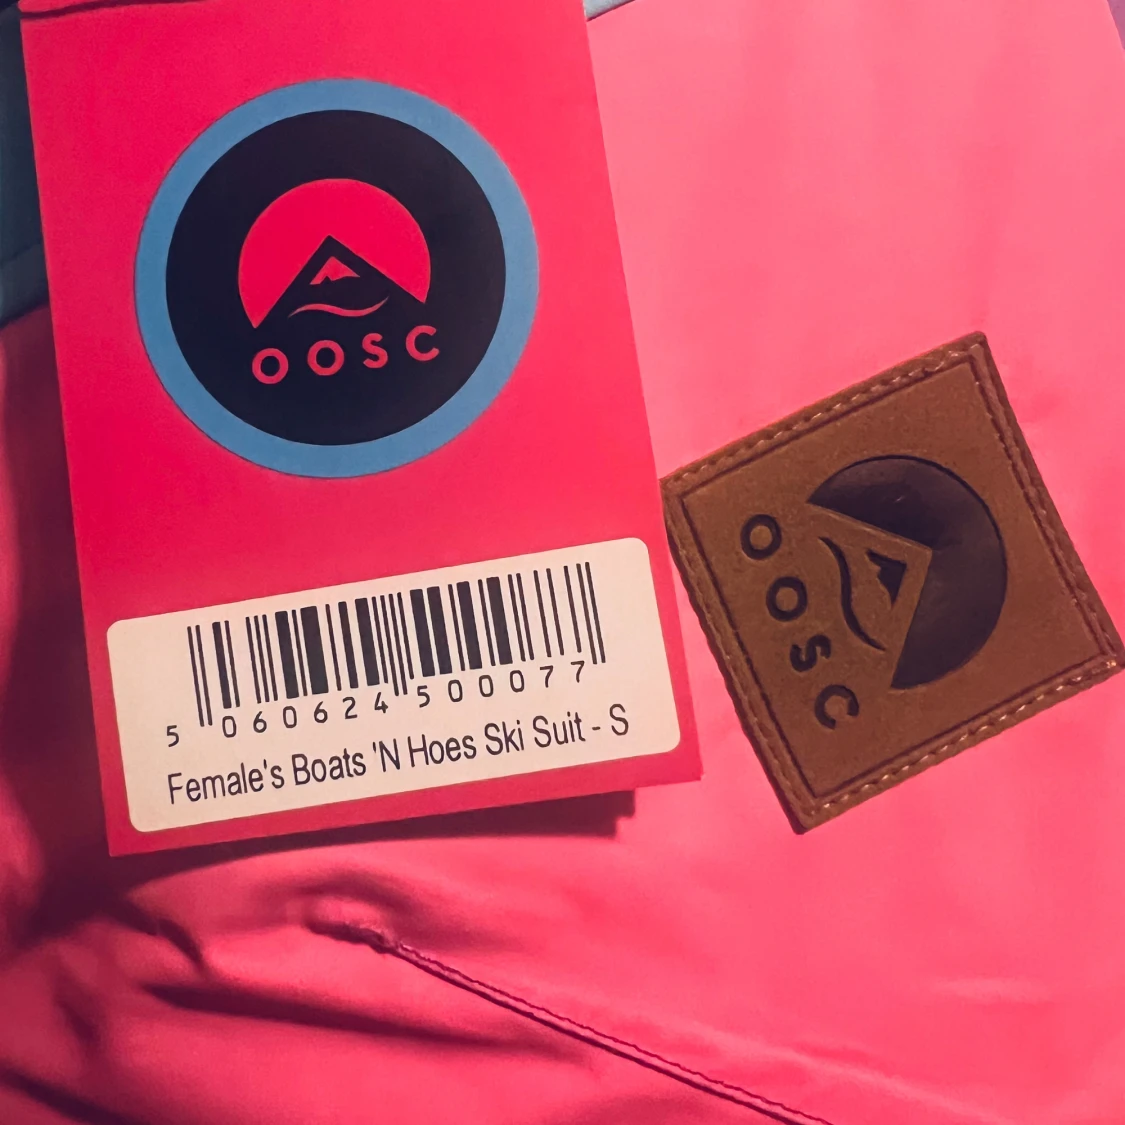 OOSC
5 060624 500077
Female's Boats 'N Hoes Ski Suit - S
OOSC